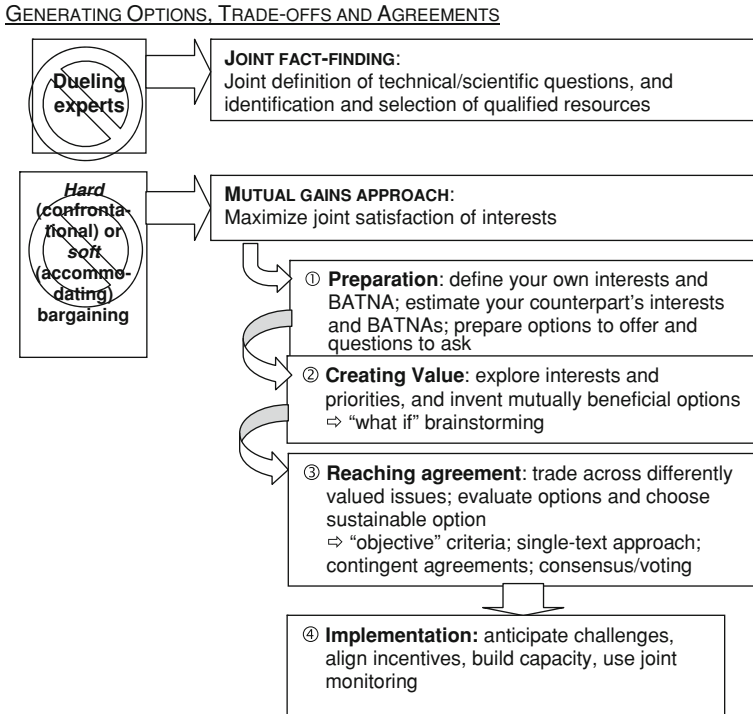 GENERATING OPTIONS, TRADE-OFFS AND AGREEMENTS
Dueling
experts
JOINT FACT-FINDING:
Joint definition of technical/scientific questions, and
identification and selection of qualified resources
Hard
(confronta-
tional) or
soft
(accommo-
dating)
bargaining
MUTUAL GAINS APPROACH:
Maximize joint satisfaction of interests
① Preparation: define your own interests and
BATNA; estimate your counterpart's interests
and BATNAs; prepare options to offer and
questions to ask
② Creating Value: explore interests and
priorities, and invent mutually beneficial options
⇨ “what if” brainstorming
③ Reaching agreement: trade across differently
valued issues; evaluate options and choose
sustainable option
⇨ “objective” criteria; single-text approach;
contingent agreements; consensus/voting
④ Implementation: anticipate challenges,
align incentives, build capacity, use joint
monitoring